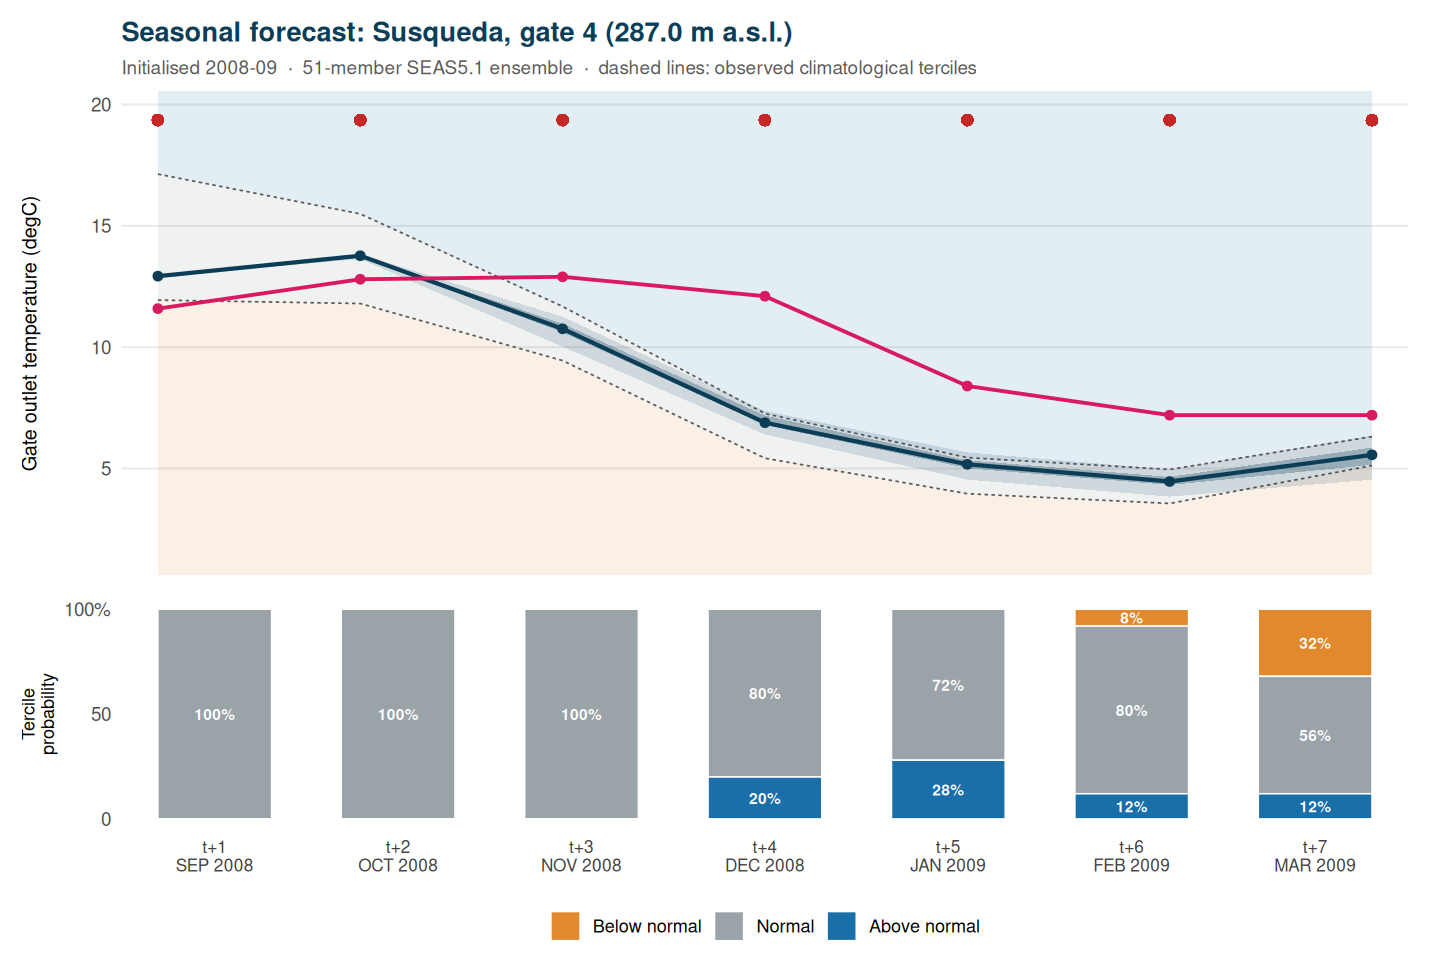 Seasonal forecast: Susqueda, gate 4 (287.0 m a.s.l.)
Initialised 2008-09 · 51-member SEAS5.1 ensemble · dashed lines: observed climatological terciles
Gate outlet temperature (degC)
20
15
10
5
Tercile
probability
100%
50
0
100%
100%
100%
80%
20%
72%
28%
8%
80%
12%
32%
56%
12%
t+1
SEP 2008
t+2
OCT 2008
t+3
NOV 2008
t+4
DEC 2008
t+5
JAN 2009
t+6
FEB 2009
t+7
MAR 2009
Below normal
Normal
Above normal